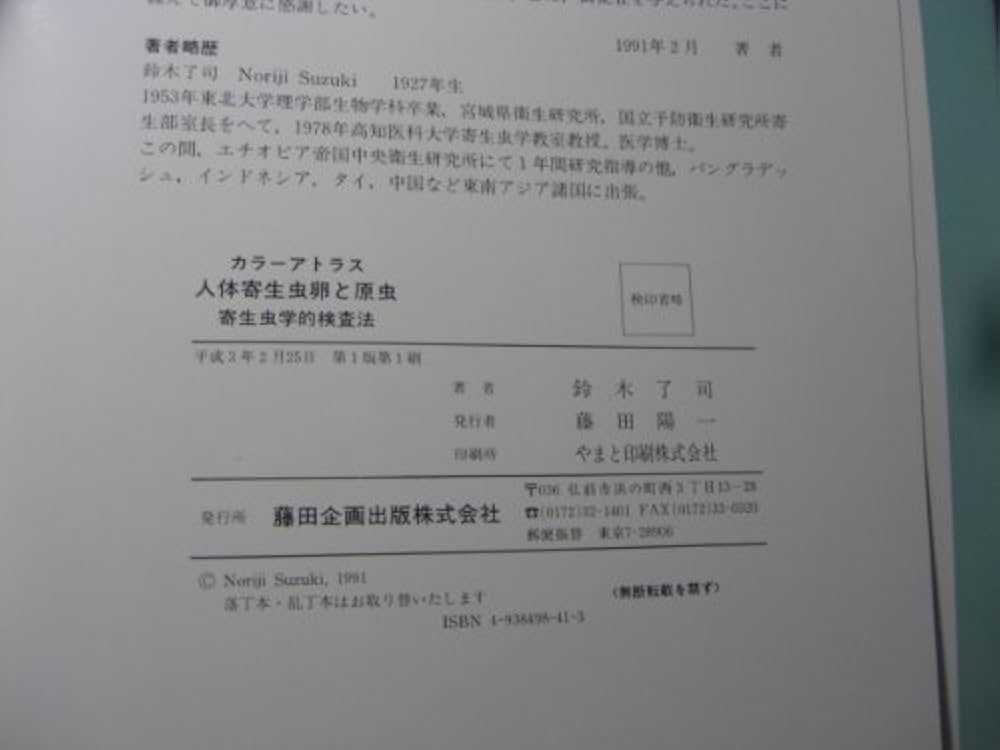 えて御厚意に感謝したい。
1991年2月 著 者
著者略歴
鈴木了司 Noriji Suzuki 1927年生
1953年東北大学理学部生物学科卒業，宮城県衛生研究所，国立予防衛生研究所寄
生部室長をへて，1978年高知医科大学寄生虫学教室教授。医学博士。
この間，エチオピア帝国中央衛生研究所にて1年間研究指導の他，バングラデッ
シュ，インドネシア，タイ，中国など東南アジア諸国に出張。
カラーアトラス
人体寄生虫卵と原虫
寄生虫学的検査法
検印省略
平成3年2月25日 第1版第1刷
著 者 鈴 木 了 司
発行者 藤 田 陽 一
印刷所 やまと印刷株式会社
発行所 藤田企画出版株式会社
〒036 弘前市浜の町西3丁目13-28
☎(0172)32-1401 FAX(0172)33-6920
郵便振替 東京7-28906
© Noriji Suzuki, 1991
落丁本・乱丁本はお取り替いたします
〈無断転載を禁ず〉
ISBN 4-938498-41-3